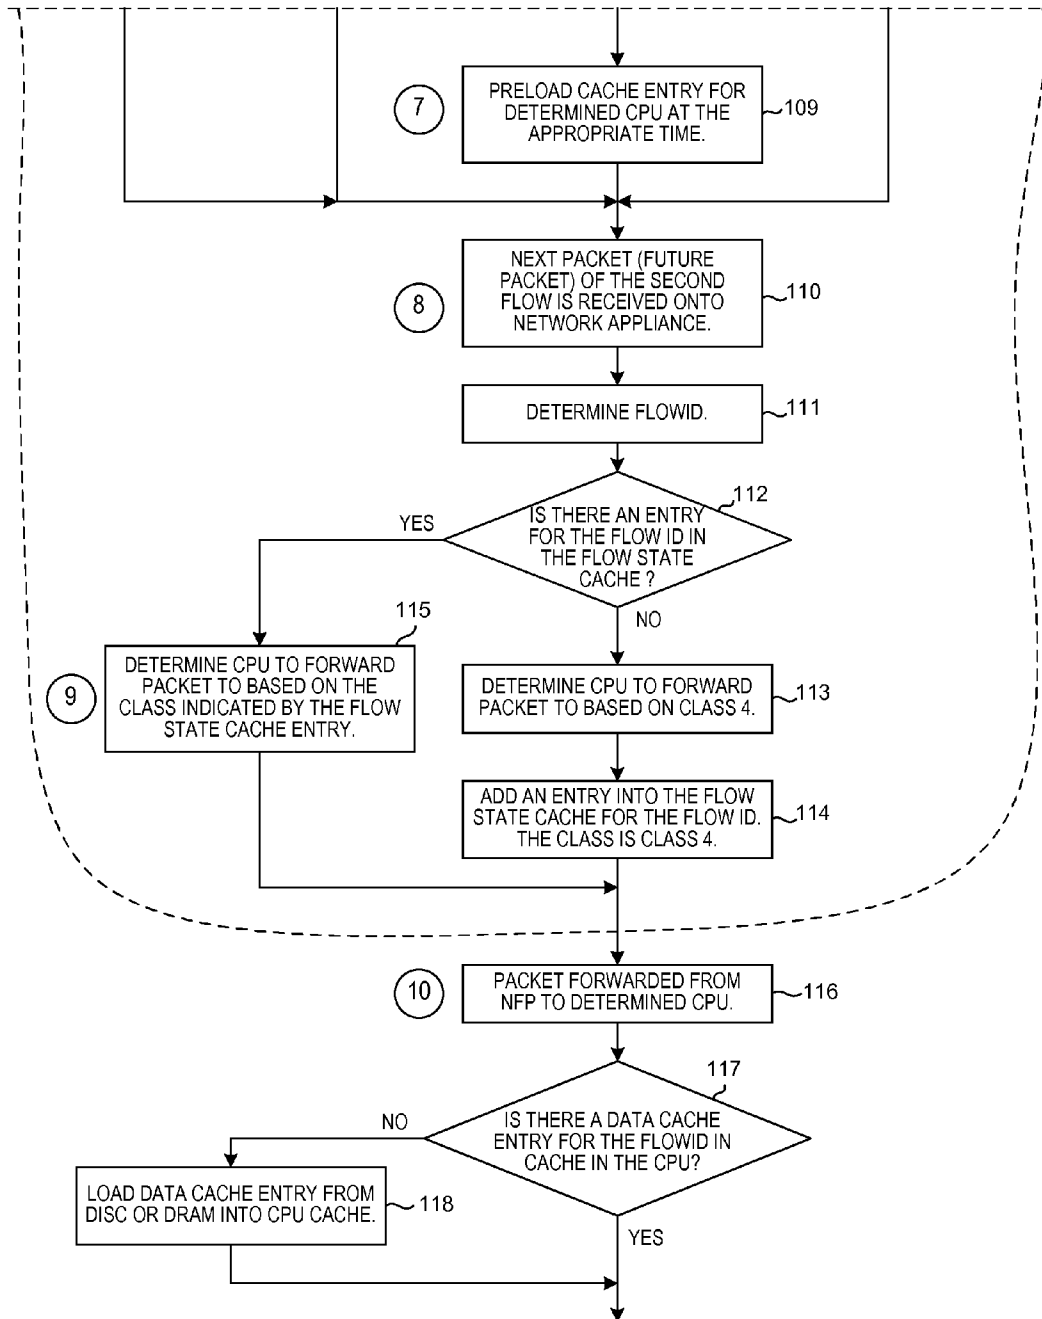 7
PRELOAD CACHE ENTRY FOR
DETERMINED CPU AT THE
APPROPRIATE TIME.
109
8
NEXT PACKET (FUTURE
PACKET) OF THE SECOND
FLOW IS RECEIVED ONTO
NETWORK APPLIANCE.
110
DETERMINE FLOWID.
111
112
IS THERE AN ENTRY
FOR THE FLOW ID IN
THE FLOW STATE
CACHE ?
YES
NO
115
9
DETERMINE CPU TO FORWARD
PACKET TO BASED ON THE
CLASS INDICATED BY THE FLOW
STATE CACHE ENTRY.
DETERMINE CPU TO FORWARD
PACKET TO BASED ON CLASS 4.
113
ADD AN ENTRY INTO THE FLOW
STATE CACHE FOR THE FLOW ID.
THE CLASS IS CLASS 4.
114
10
PACKET FORWARDED FROM
NFP TO DETERMINED CPU.
116
117
IS THERE A DATA CACHE
ENTRY FOR THE FLOWID IN
CACHE IN THE CPU?
NO
YES
LOAD DATA CACHE ENTRY FROM
DISC OR DRAM INTO CPU CACHE.
118